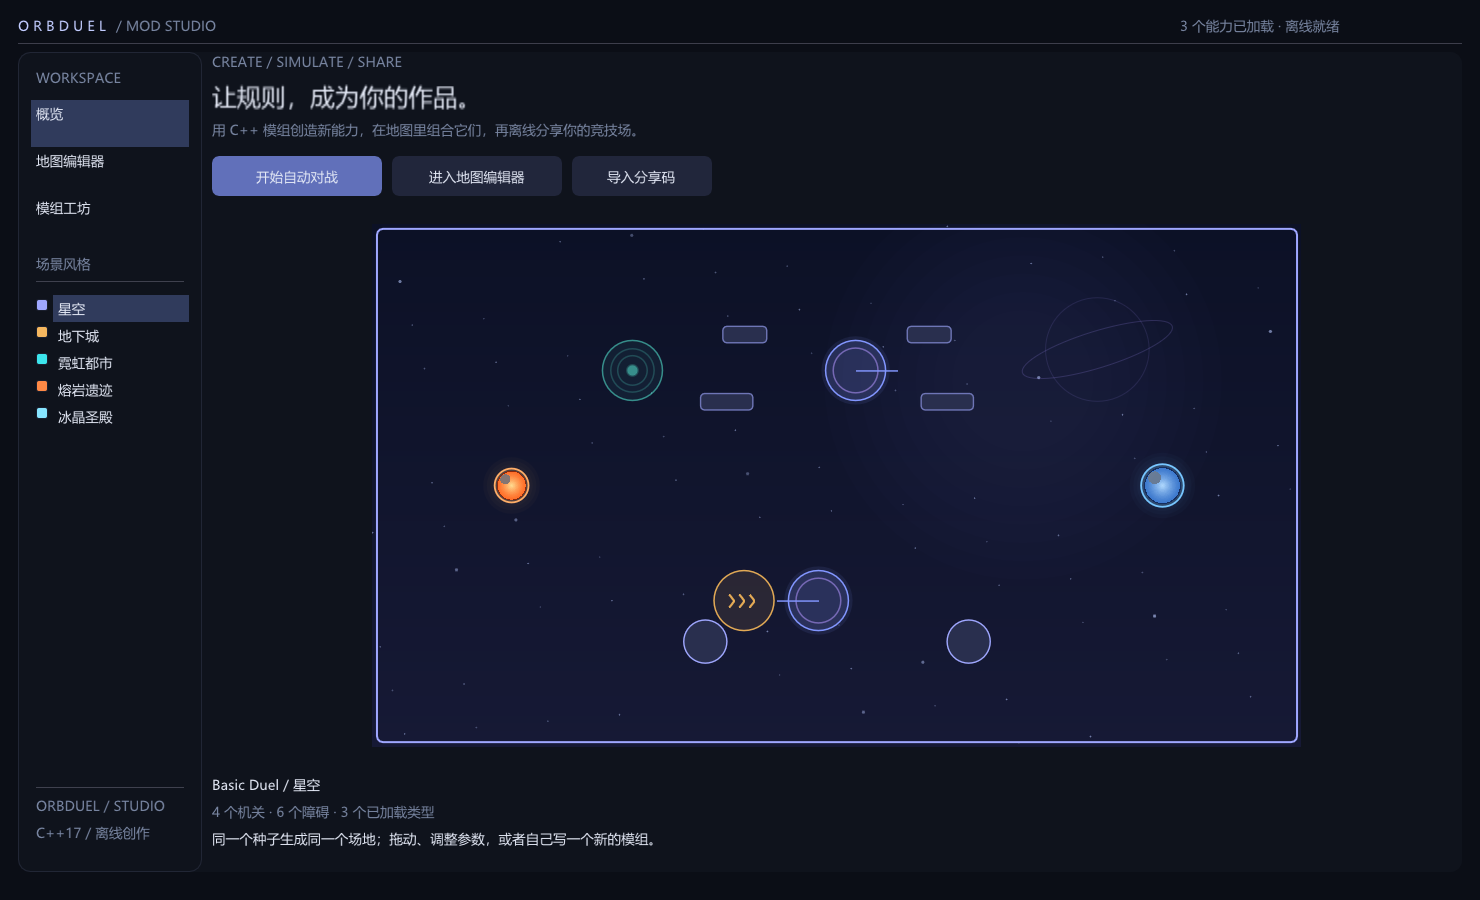 ORBDUEL / MOD STUDIO
3 个能力已加载 · 离线就绪
WORKSPACE
概览
地图编辑器
模组工坊
场景风格
星空
地下城
霓虹都市
熔岩遗迹
冰晶圣殿
ORBDUEL / STUDIO
C++17 / 离线创作
CREATE / SIMULATE / SHARE
让规则，成为你的作品。
用 C++ 模组创造新能力，在地图里组合它们，再离线分享你的竞技场。
开始自动对战
进入地图编辑器
导入分享码
Basic Duel / 星空
4 个机关 · 6 个障碍 · 3 个已加载类型
同一个种子生成同一个场地；拖动、调整参数，或者自己写一个新的模组。